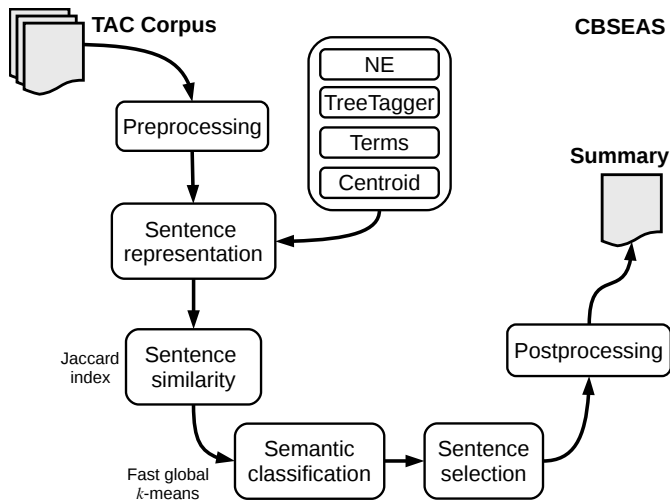 TAC Corpus
CBSEAS
NE
TreeTagger
Terms
Centroid
Preprocessing
Summary
Sentence
representation
Jaccard
index
Sentence
similarity
Postprocessing
Fast global
k-means
Semantic
classification
Sentence
selection